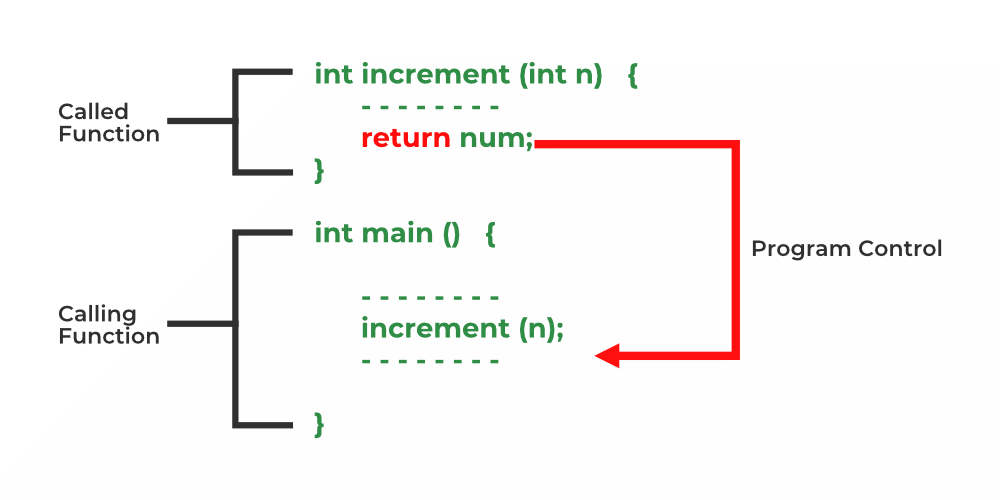 int increment (int n) {
- - - - - - - -
Called
Function
return num;
}
int main () {
Program Control
- - - - - - - -
Calling
Function
increment (n);
- - - - - - - -
}